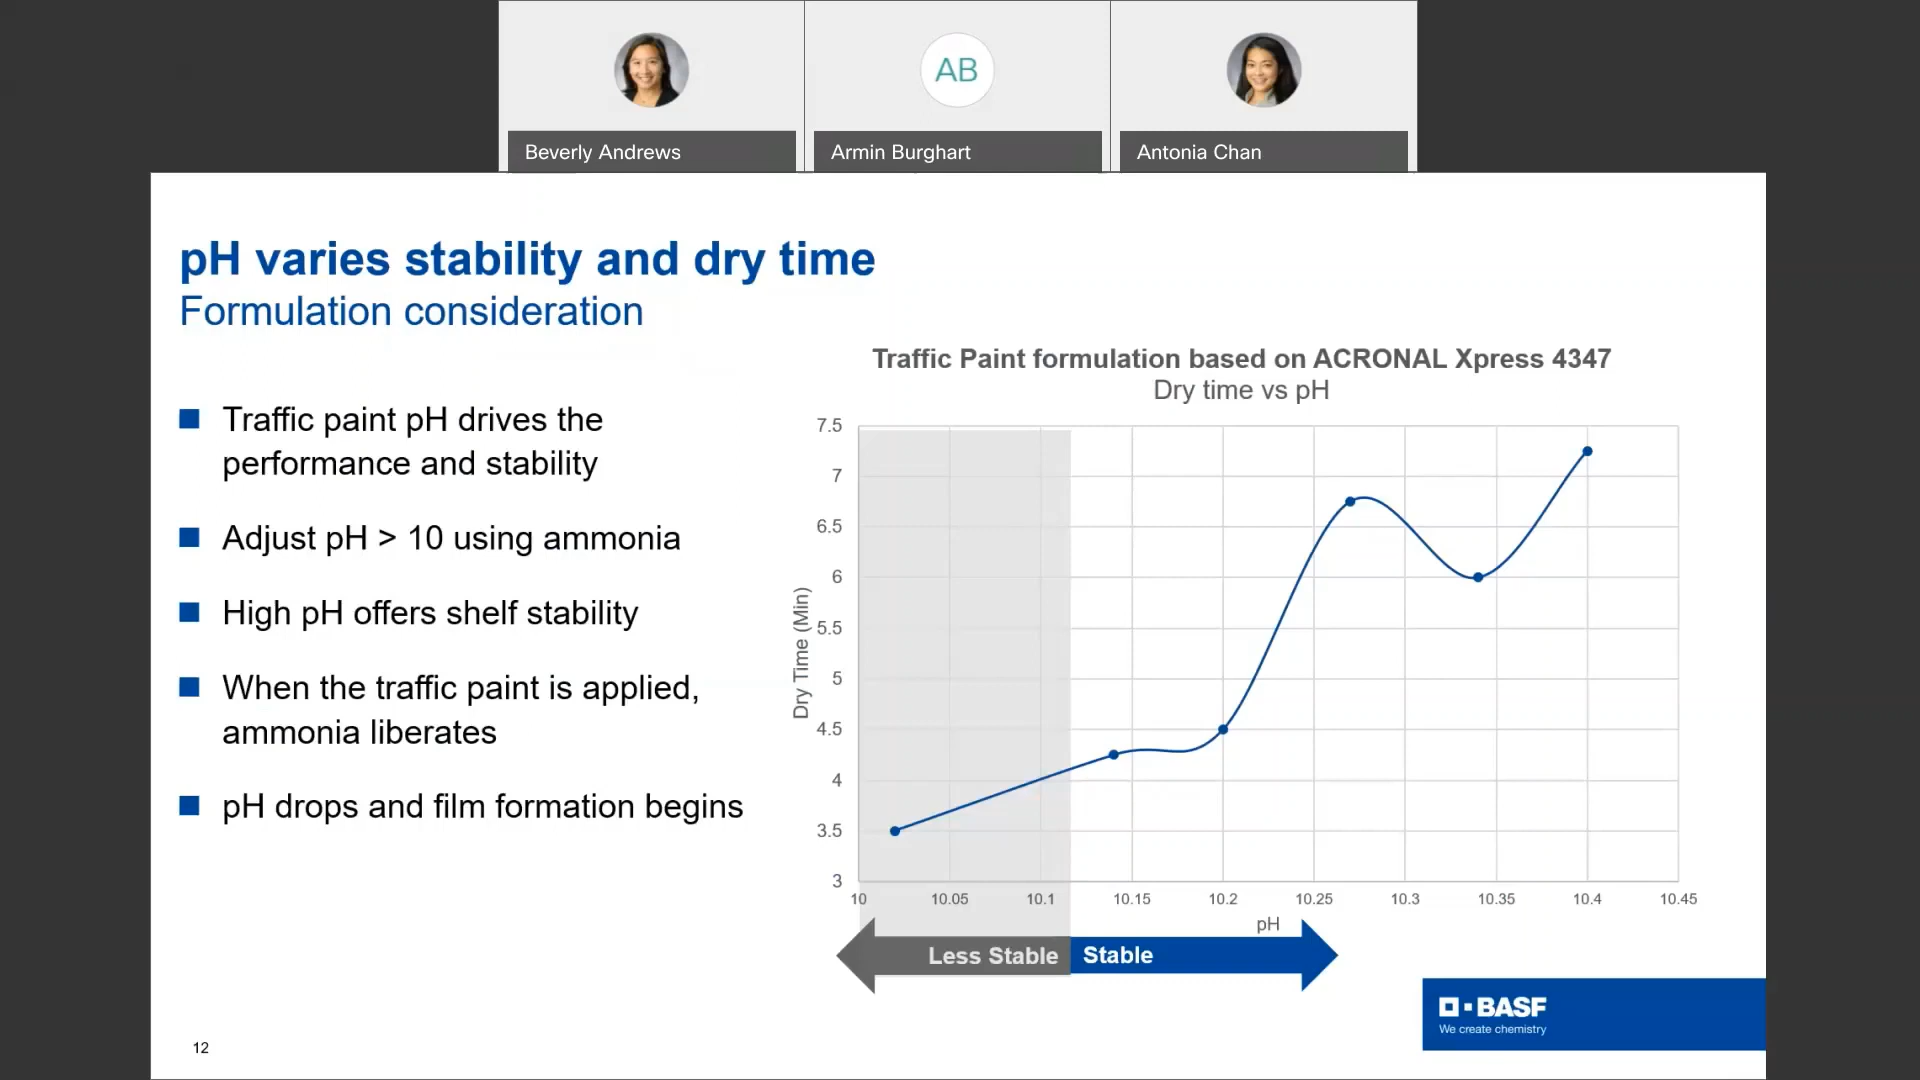 AB
Beverly Andrews
Armin Burghart
Antonia Chan
pH varies stability and dry time
Formulation consideration
Traffic paint pH drives the
performance and stability
Adjust pH > 10 using ammonia
High pH offers shelf stability
When the traffic paint is applied,
ammonia liberates
pH drops and film formation begins
Traffic Paint formulation based on ACRONAL Xpress 4347
Dry time vs pH
Dry Time (Min)
7.5
7
6.5
6
5.5
5
4.5
4
3.5
3
10 10.05 10.1 10.15 10.2 10.25 10.3 10.35 10.4 10.45
pH
Less Stable Stable
BASF
We create chemistry
12